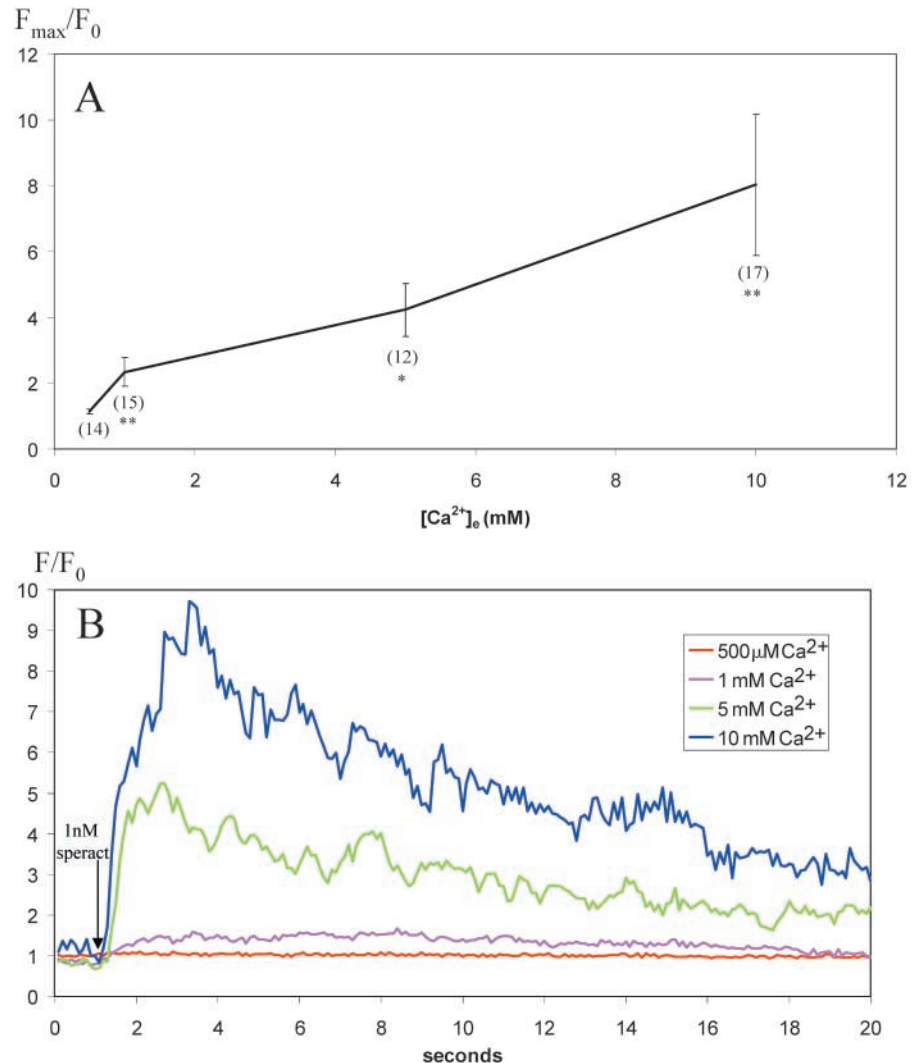 Fmax/F0
12
A
10
8
6
4
2
0
(14)
(15)
**
(12)
*
(17)
**
0 2 4 6 8 10 12
[Ca2+]e (mM)
F/F0
10
B
9
8
7
6
5
4
3
2
1
0
500 µM Ca2+
1 mM Ca2+
5 mM Ca2+
10 mM Ca2+
1nM
speract
0 2 4 6 8 10 12 14 16 18 20
seconds